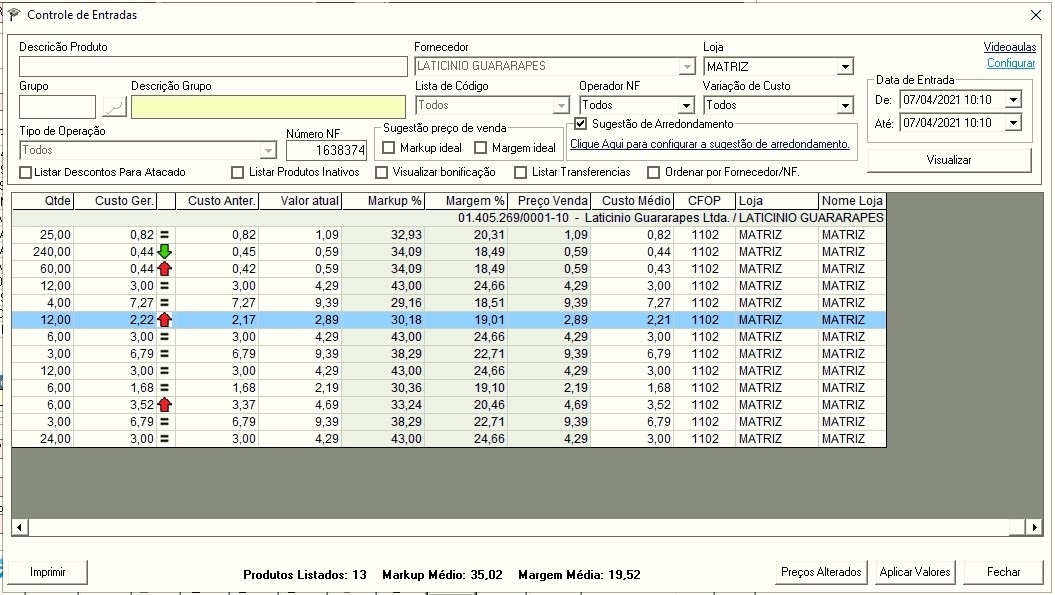 Controle de Entradas
Descricão Produto Fornecedor Loja Videoaulas
LATICINIO GUARARAPES MATRIZ Configurar
Grupo Descrição Grupo Lista de Código Operador NF Variação de Custo Data de Entrada
Todos Todos Todos De: 07/04/2021 10:10
Tipo de Operação Número NF Sugestão preço de venda Sugestão de Arredondamento Até: 07/04/2021 10:10
Todos 1638374 Markup ideal Margem ideal Clique Aqui para configurar a sugestão de arredondamento.
Visualizar
Listar Descontos Para Atacado Listar Produtos Inativos Visualizar bonificação Listar Transferencias Ordenar por Fornecedor/NF.
Qtde Custo Ger. Custo Anter. Valor atual Markup % Margem % Preço Venda Custo Médio CFOP Loja Nome Loja
01.405.269/0001-10 - Laticinio Guararapes Ltda. / LATICINIO GUARARAPES
25,00 0,82 = 0,82 1,09 32,93 20,31 1,09 0,82 1102 MATRIZ MATRIZ
240,00 0,44 0,45 0,59 34,09 18,49 0,59 0,44 1102 MATRIZ MATRIZ
60,00 0,44 0,42 0,59 34,09 18,49 0,59 0,43 1102 MATRIZ MATRIZ
12,00 3,00 = 3,00 4,29 43,00 24,66 4,29 3,00 1102 MATRIZ MATRIZ
4,00 7,27 = 7,27 9,39 29,16 18,51 9,39 7,27 1102 MATRIZ MATRIZ
12,00 2,22 2,17 2,89 30,18 19,01 2,89 2,21 1102 MATRIZ MATRIZ
6,00 3,00 = 3,00 4,29 43,00 24,66 4,29 3,00 1102 MATRIZ MATRIZ
3,00 6,79 = 6,79 9,39 38,29 22,71 9,39 6,79 1102 MATRIZ MATRIZ
12,00 3,00 = 3,00 4,29 43,00 24,66 4,29 3,00 1102 MATRIZ MATRIZ
6,00 1,68 = 1,68 2,19 30,36 19,10 2,19 1,68 1102 MATRIZ MATRIZ
6,00 3,52 3,37 4,69 33,24 20,46 4,69 3,52 1102 MATRIZ MATRIZ
3,00 6,79 = 6,79 9,39 38,29 22,71 9,39 6,79 1102 MATRIZ MATRIZ
24,00 3,00 = 3,00 4,29 43,00 24,66 4,29 3,00 1102 MATRIZ MATRIZ
Imprimir Produtos Listados: 13 Markup Médio: 35,02 Margem Média: 19,52 Preços Alterados Aplicar Valores Fechar